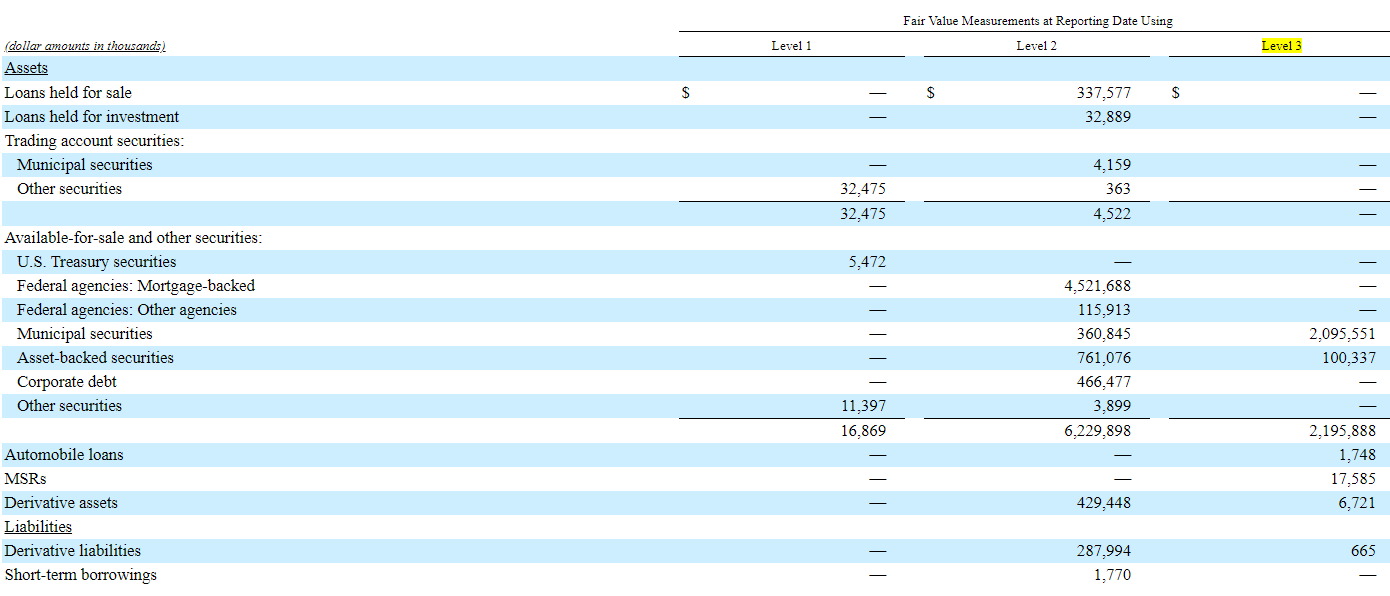 Fair Value Measurements at Reporting Date Using
(dollar amounts in thousands) Level 1 Level 2 Level 3
Assets
Loans held for sale $ — $ 337,577 $ —
Loans held for investment — 32,889 —
Trading account securities:
Municipal securities — 4,159 —
Other securities 32,475 363 —
32,475 4,522 —
Available-for-sale and other securities:
U.S. Treasury securities 5,472 — —
Federal agencies: Mortgage-backed — 4,521,688 —
Federal agencies: Other agencies — 115,913 —
Municipal securities — 360,845 2,095,551
Asset-backed securities — 761,076 100,337
Corporate debt — 466,477 —
Other securities 11,397 3,899 —
16,869 6,229,898 2,195,888
Automobile loans — — 1,748
MSRs — — 17,585
Derivative assets — 429,448 6,721
Liabilities
Derivative liabilities — 287,994 665
Short-term borrowings — 1,770 —